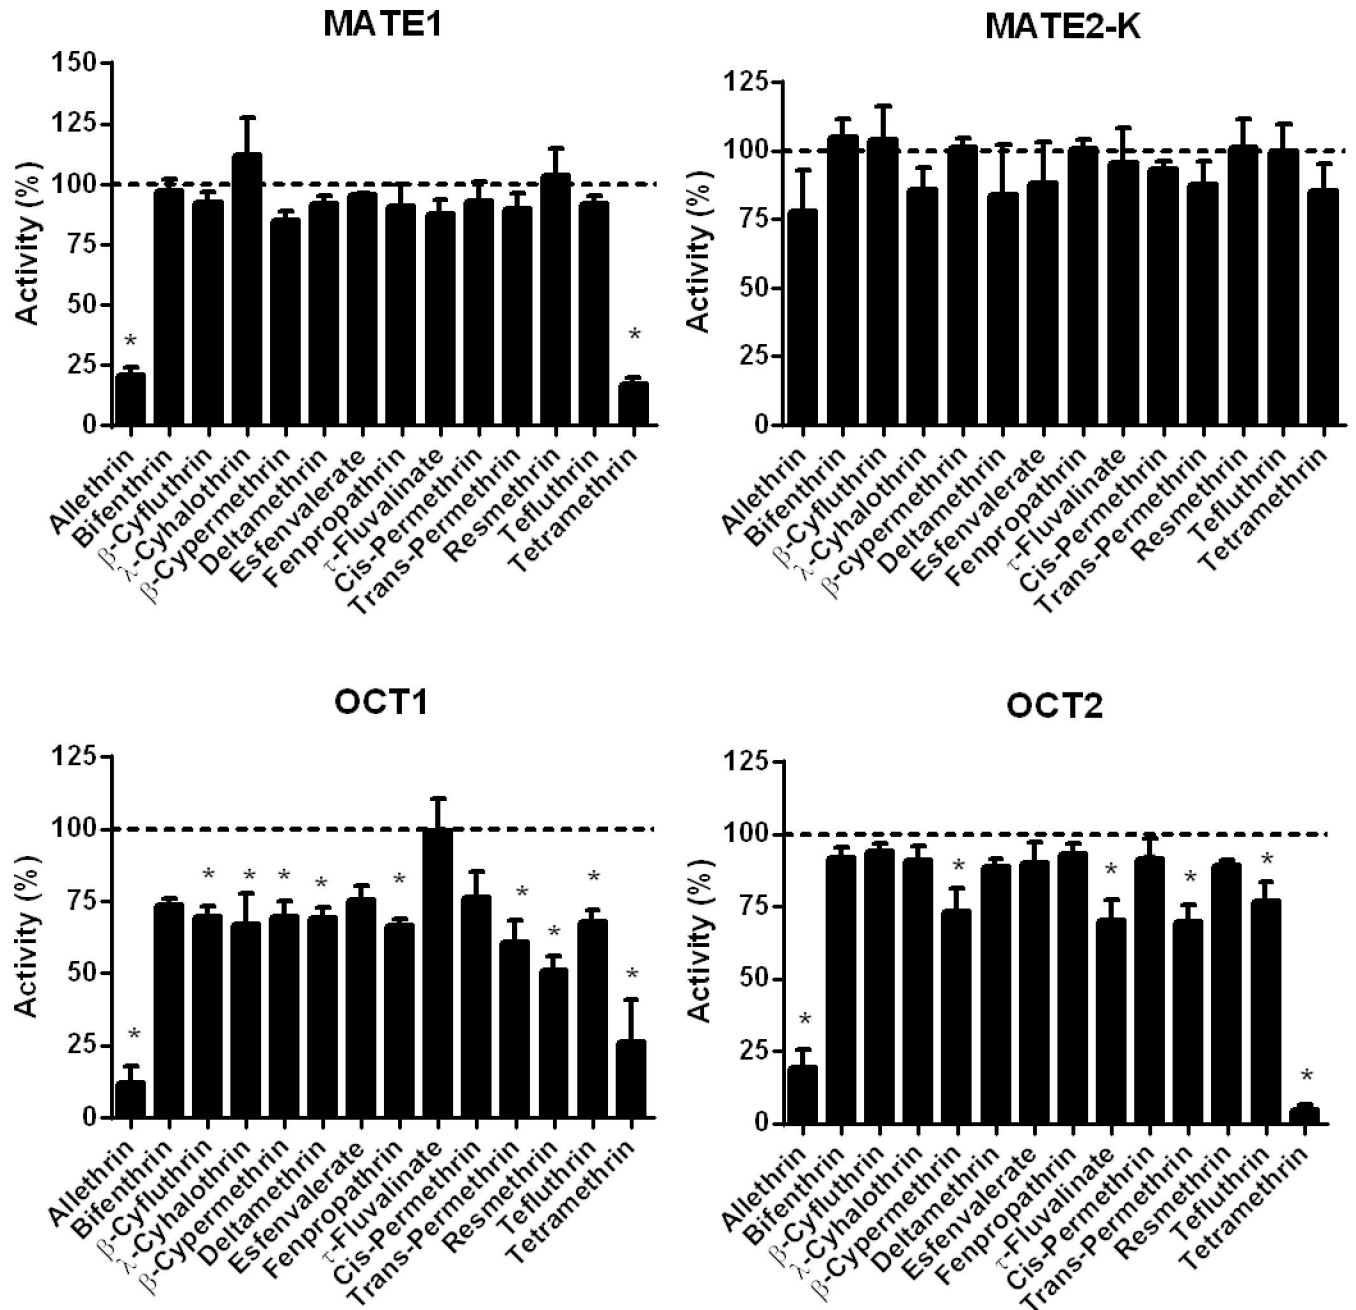 MATE1
Activity (%)
150
125
100
75
50
25
0
*
*
Allethrin
Bifenthrin
β-Cyfluthrin
λ-Cyhalothrin
β-Cypermethrin
Deltamethrin
Esfenvalerate
Fenpropathrin
τ-Fluvalinate
Cis-Permethrin
Trans-Permethrin
Resmethrin
Tefluthrin
Tetramethrin
MATE2-K
Activity (%)
125
100
75
50
25
0
Allethrin
Bifenthrin
β-Cyfluthrin
λ-Cyhalothrin
β-cypermethrin
Deltamethrin
Esfenvalerate
Fenpropathrin
τ-Fluvalinate
Cis-Permethrin
Trans-Permethrin
Resmethrin
Tefluthrin
Tetramethrin
OCT1
Activity (%)
125
100
75
50
25
0
*
*
*
*
*
*
*
*
*
*
Allethrin
Bifenthrin
β-Cyfluthrin
λ-Cyhalothrin
β-Cypermethrin
Deltamethrin
Esfenvalerate
Fenpropathrin
τ-Fluvalinate
Cis-Permethrin
Trans-Permethrin
Resmethrin
Tefluthrin
Tetramethrin
OCT2
Activity (%)
125
100
75
50
25
0
*
*
*
*
*
*
Allethrin
Bifenthrin
β-Cyfluthrin
λ-Cyhalothrin
β-Cypermethrin
Deltamethrin
Esfenvalerate
Fenpropathrin
τ-Fluvalinate
Cis-Permethrin
Trans-Permethrin
Resmethrin
Tefluthrin
Tetramethrin